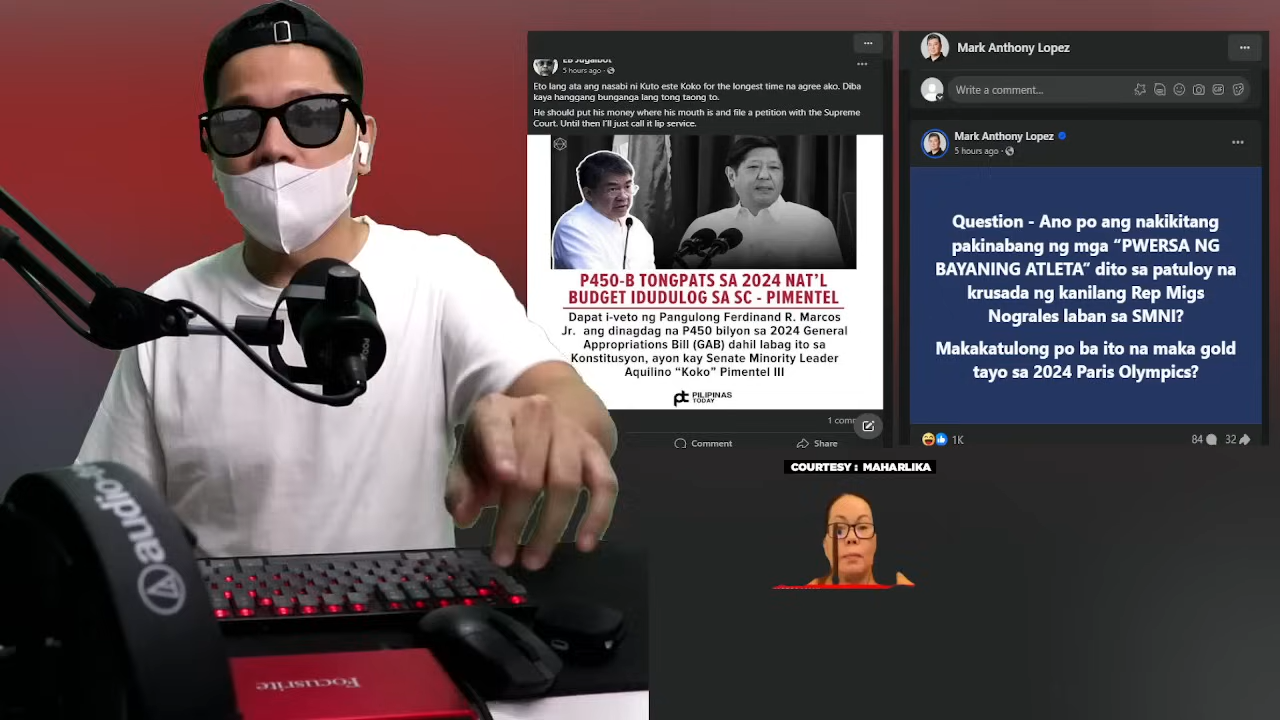 5 hours ago
Eto lang ata ang nasabi ni Kuto este Koko for the longest time na agree ako. Diba
kaya hanggang bunganga lang tong taong to.
He should put his money where his mouth is and file a petition with the Supreme
Court. Until then I'll just call it lip service.
P450-B TONGPATS SA 2024 NAT'L
BUDGET IDUDULOG SA SC - PIMENTEL
Dapat i-veto ng Pangulong Ferdinand R. Marcos
Jr. ang dinagdag na P450 bilyon sa 2024 General
Appropriations Bill (GAB) dahil labag ito sa
Konstitusyon, ayon kay Senate Minority Leader
Aquilino "Koko" Pimentel III
PILIPINAS
TODAY
1 comm
Comment
Share
Mark Anthony Lopez
Write a comment...
GIF
Mark Anthony Lopez
5 hours ago
Question - Ano po ang nakikitang
pakinabang ng mga "PWERSA NG
BAYANING ATLETA" dito sa patuloy na
krusada ng kanilang Rep Migs
Nograles laban sa SMNI?
Makakatulong po ba ito na maka gold
tayo sa 2024 Paris Olympics?
1K
84
32
COURTESY : MAHARLIKA
audio-te
Focusrite